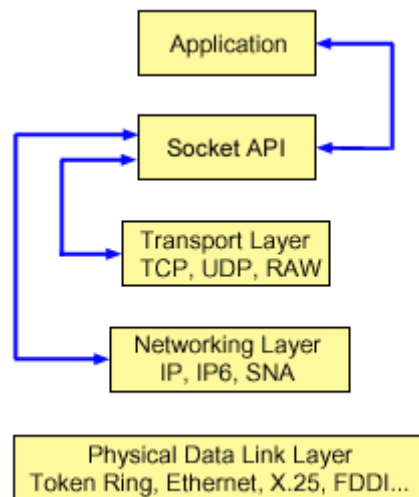 Application
Socket API
Transport Layer
TCP, UDP, RAW
Networking Layer
IP, IP6, SNA
Physical Data Link Layer
Token Ring, Ethernet, X.25, FDDI...